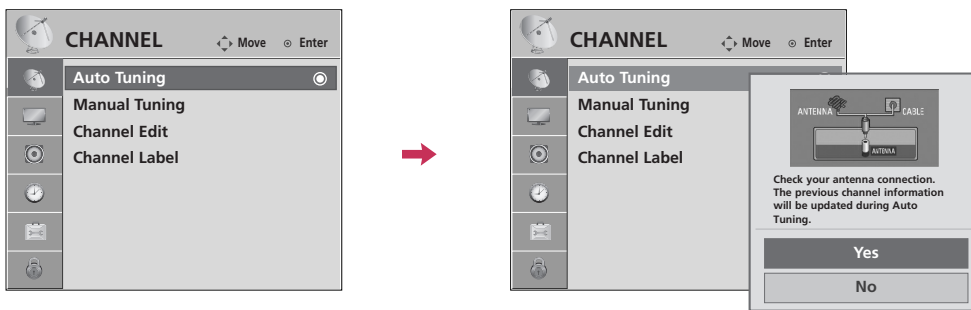 CHANNEL
Move
Enter
Auto Tuning
Manual Tuning
Channel Edit
Channel Label
CHANNEL
Move
Enter
Auto Tuning
Manual Tuning
Channel Edit
Channel Label
ANTENNA
CABLE
ANTENNA
Check your antenna connection.
The previous channel information
will be updated during Auto
Tuning.
Yes
No